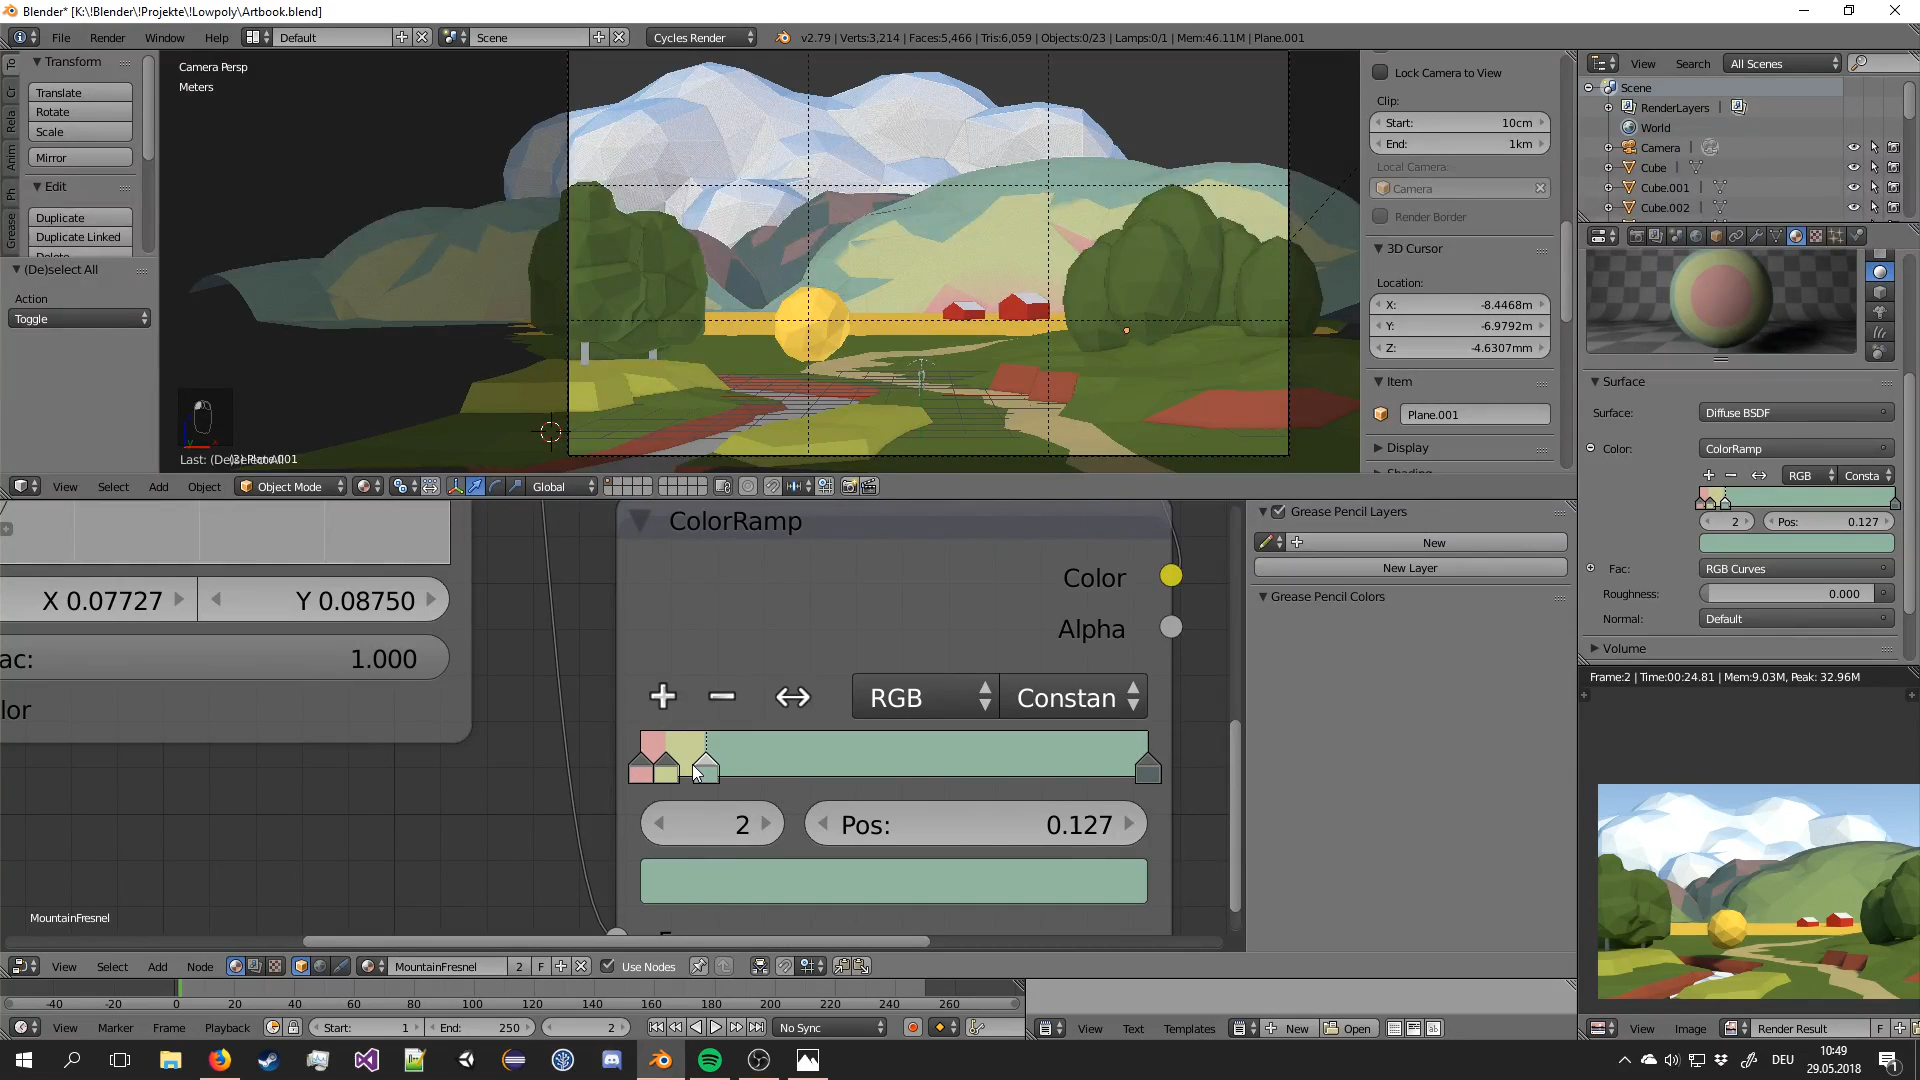 Blender* [K:\!Blender\!Projekte\!Lowpoly\Artbook.blend]
File Render Window Help Default Scene Cycles Render v2.79 | Verts:3,214 | Faces:5,466 | Tris:6,059 | Objects:0/23 | Lamps:0/1 | Mem:46.11M | Plane.001
Transform
Translate
Rotate
Scale
Mirror
Edit
Duplicate
Duplicate Linked
(De)select All
Action
Toggle
To
Cr
Rela
Anim
Ph
Grease
Camera Persp
Meters
View Select Add Object Object Mode Global
Lock Camera to View
Clip:
Start: 10cm
End: 1km
Local Camera:
Camera
Render Border
3D Cursor
Location:
X: -8.4468m
Y: -6.9792m
Z: -4.6307mm
Item
Plane.001
Display
View Search All Scenes
Scene
RenderLayers
World
Camera
Cube
Cube.001
Cube.002
Surface
Surface: Diffuse BSDF
Color: ColorRamp
RGB Consta
2 Pos: 0.127
Fac: RGB Curves
Roughness: 0.000
Normal: Default
Volume
Frame:2 | Time:00:24.81 | Mem:9.03M, Peak: 32.96M
View Image Render Result F
X 0.07727 Y 0.08750
ac: 1.000
lor
ColorRamp
Color
Alpha
RGB Constan
2 Pos: 0.127
MountainFresnel
View Select Add Node MountainFresnel 2 F Use Nodes
Grease Pencil Layers
New
New Layer
Grease Pencil Colors
-40 -20 0 20 40 60 80 100 120 140 160 180 200 220 240 260
View Marker Frame Playback Start: 1 End: 250 2 No Sync
View Text Templates New Open
DEU
10:49
29.05.2018
1